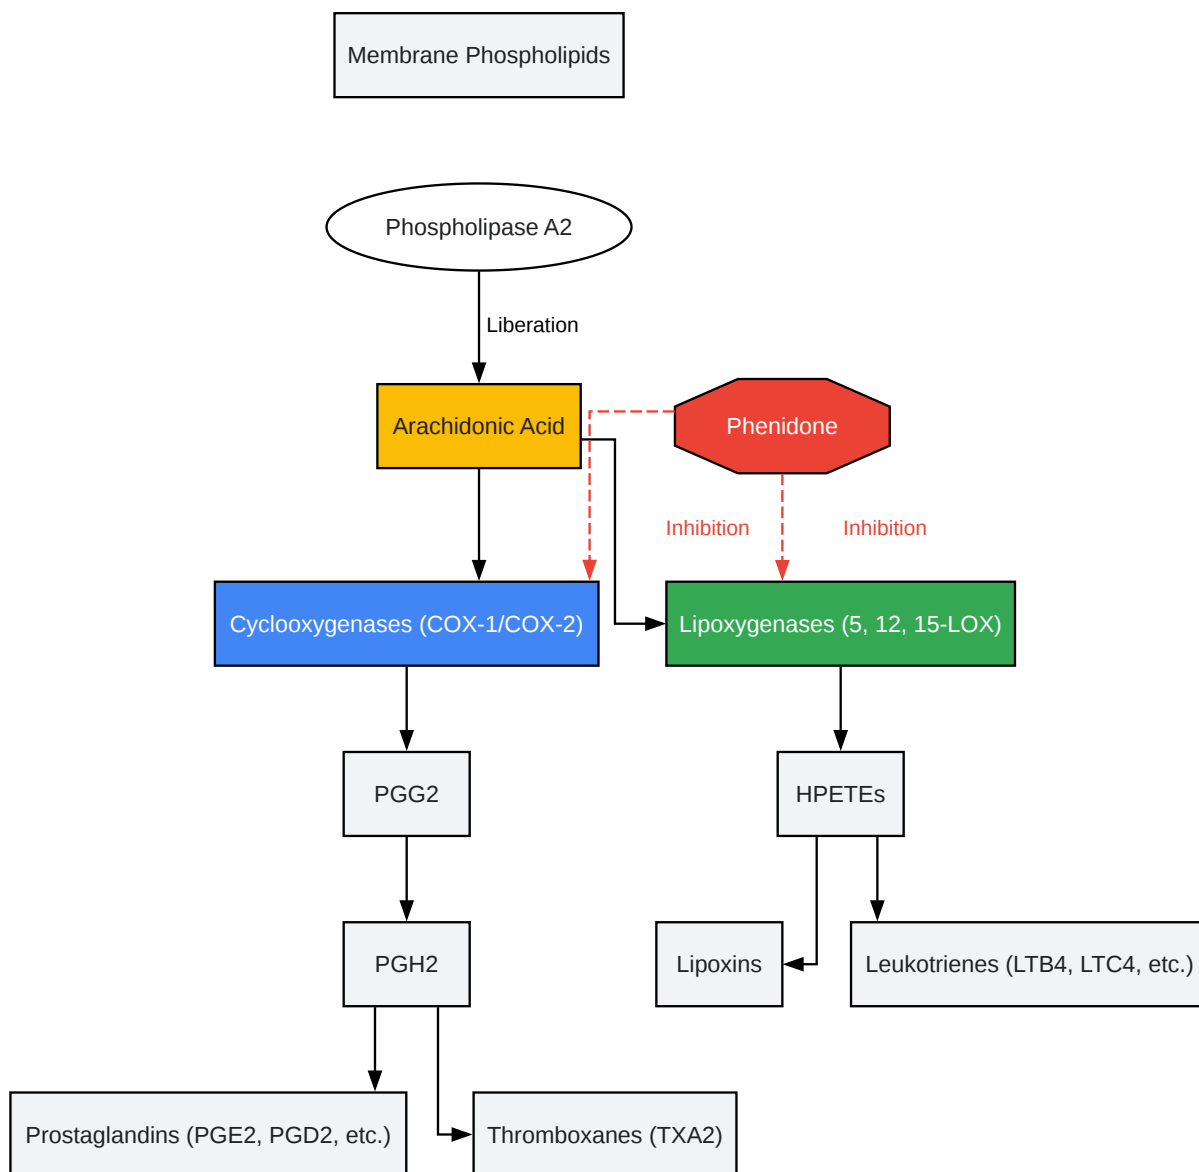 Membrane Phospholipids
Phospholipase A2
Liberation
Arachidonic Acid
Phenidone
Inhibition
Inhibition
Cyclooxygenases (COX-1/COX-2)
Lipoxygenases (5, 12, 15-LOX)
PGG2
HPETEs
PGH2
Lipoxins
Leukotrienes (LTB4, LTC4, etc.)
Prostaglandins (PGE2, PGD2, etc.)
Thromboxanes (TXA2)